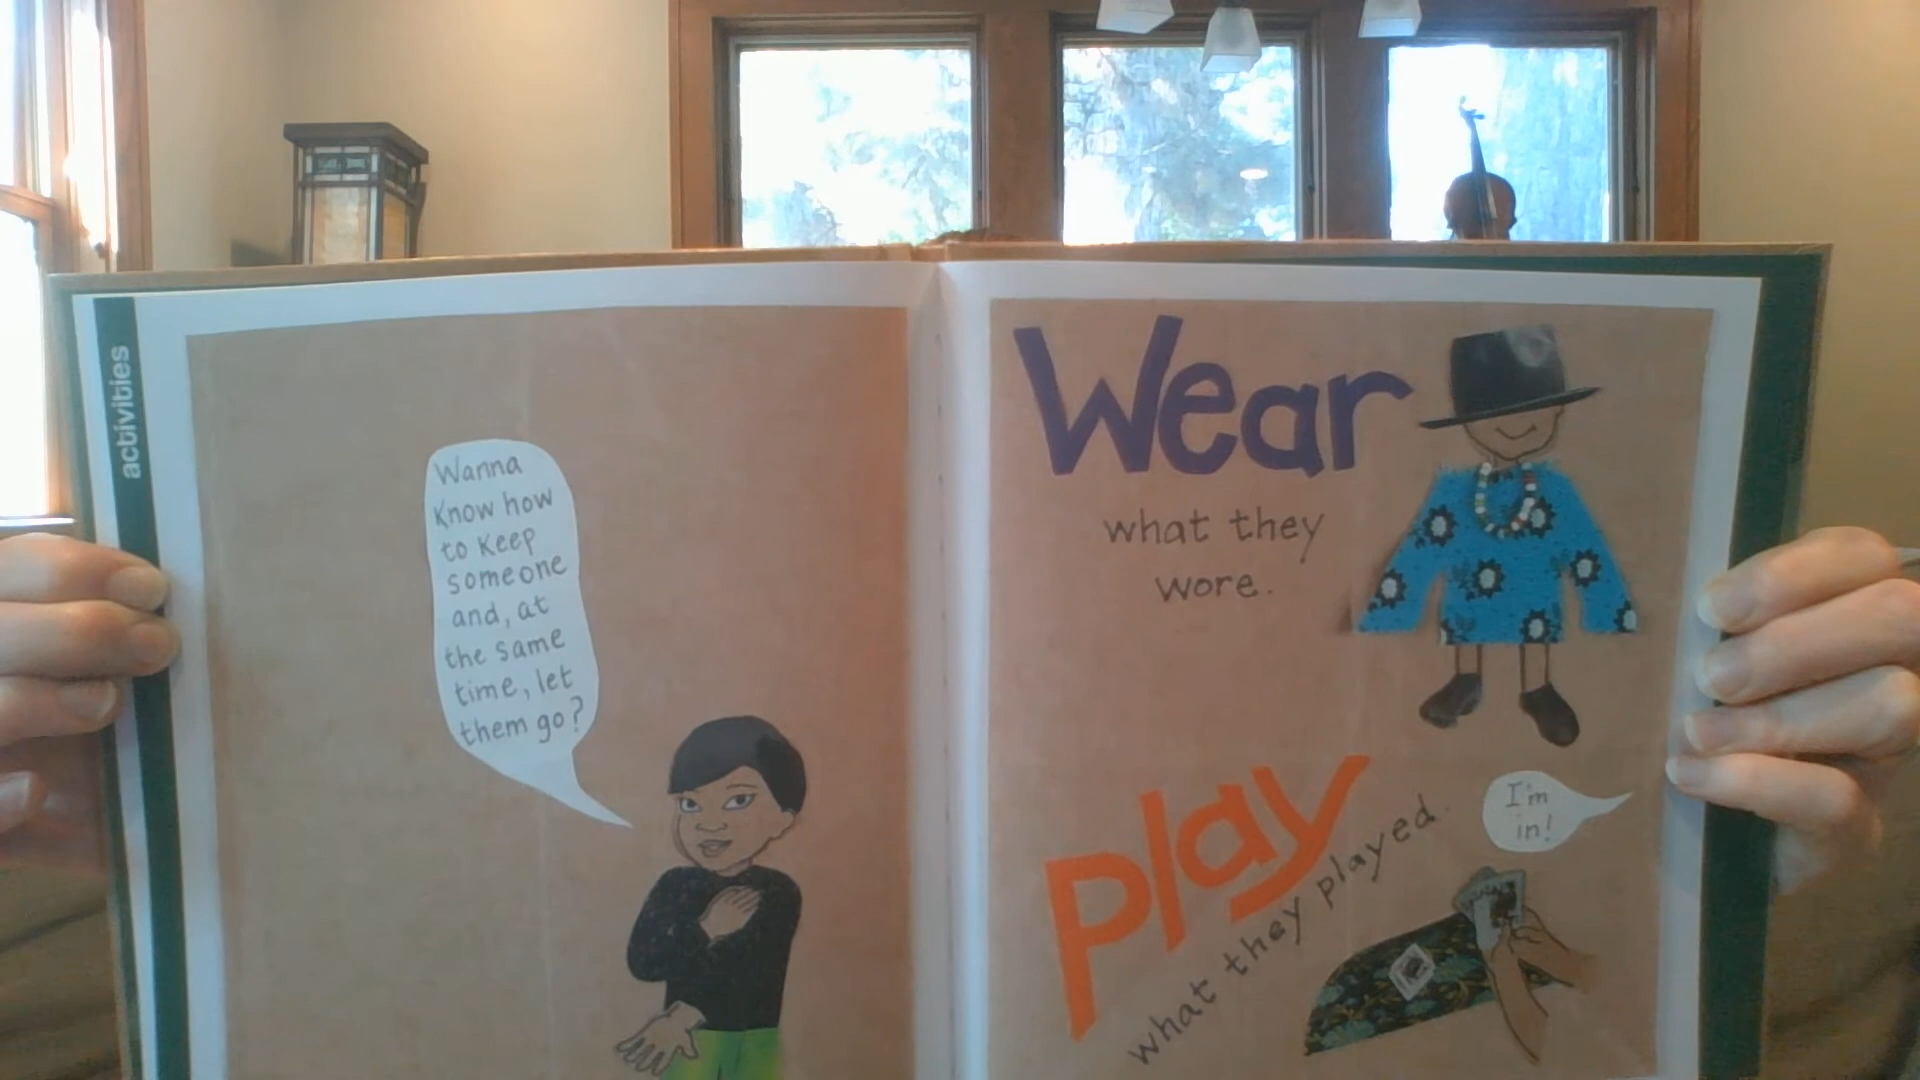 activities
Wanna
know how
to keep
someone
and, at
the same
time, let
them go?
Wear
what they
wore.
Play
what they played.
I'm
in!